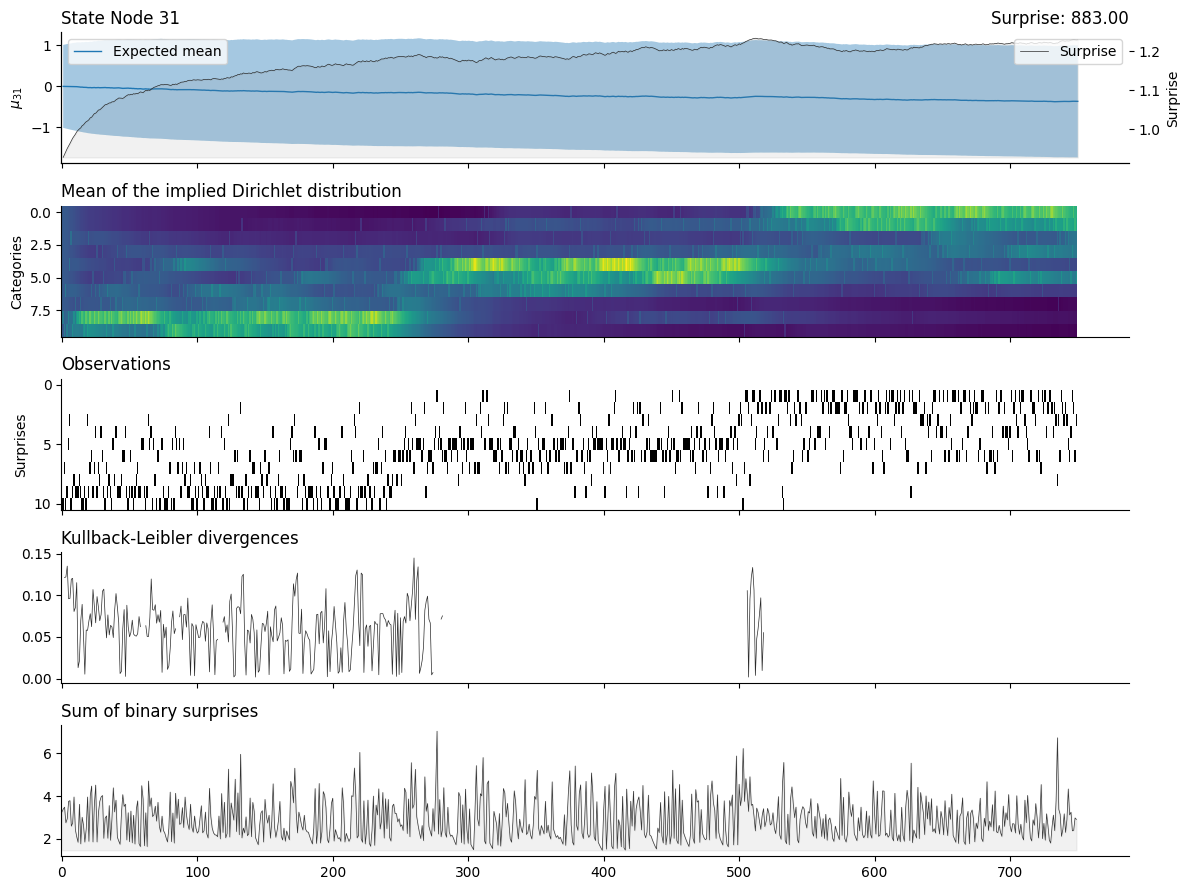 State Node 31
Surprise: 883.00
Expected mean
Surprise
1
0
−1
μ31
1.2
1.1
1.0
Surprise
Mean of the implied Dirichlet distribution
0.0
2.5
5.0
7.5
Categories
Observations
0
5
10
Surprises
Kullback-Leibler divergences
0.15
0.10
0.05
0.00
Sum of binary surprises
6
4
2
0 100 200 300 400 500 600 700